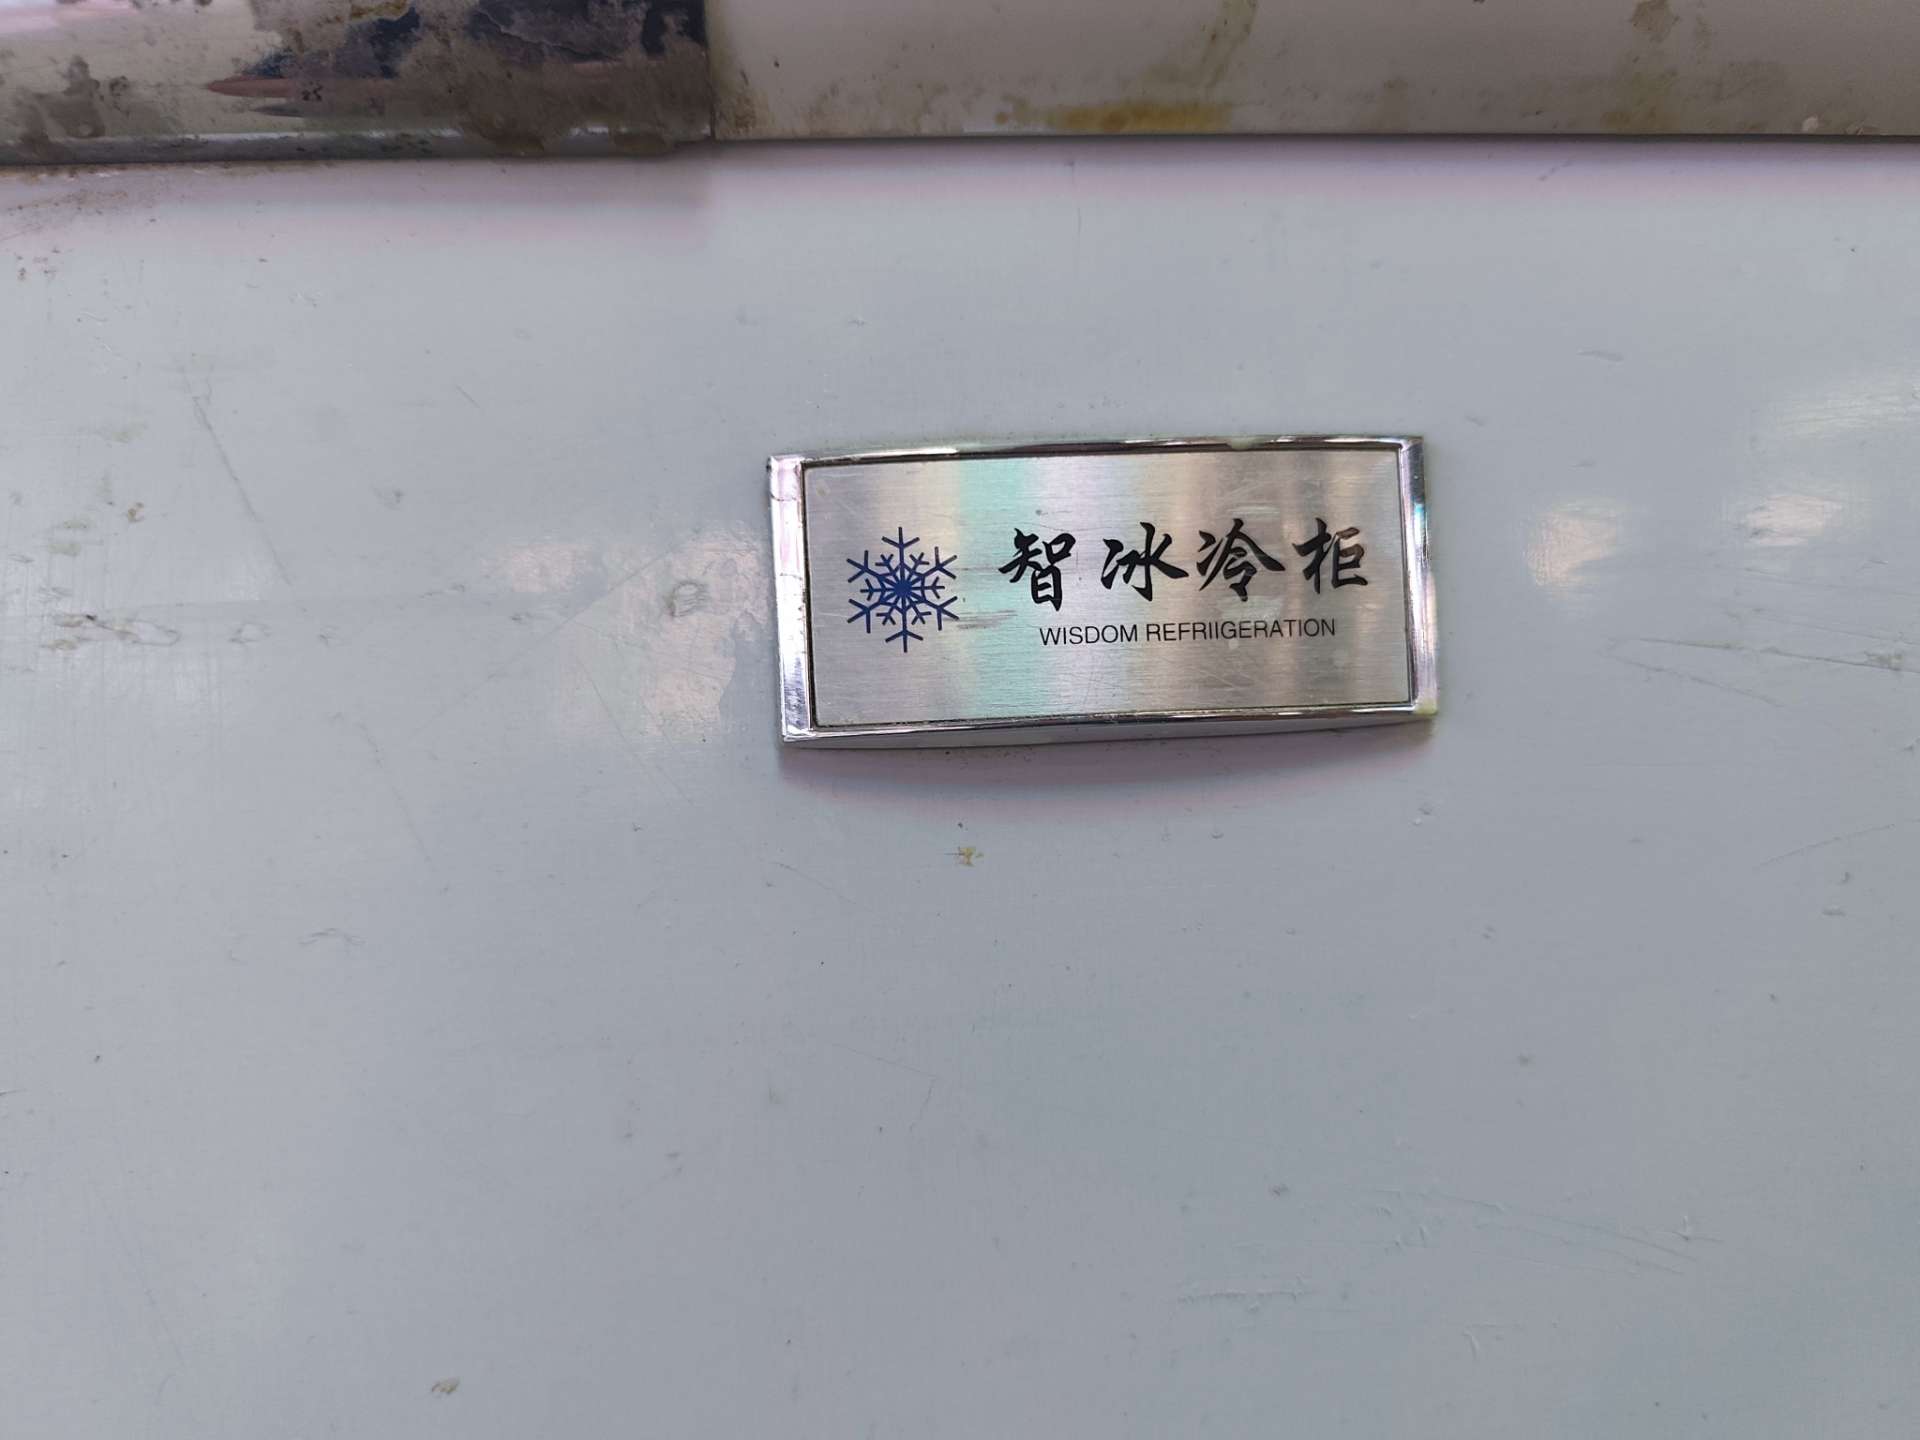 智冰冷柜
WISDOM REFRIIGERATION